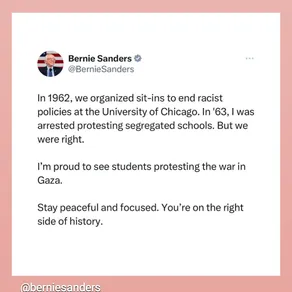 Bernie Sanders
@BernieSanders
In 1962, we organized sit-ins to end racist
policies at the University of Chicago. In '63, I was
arrested protesting segregated schools. But we
were right.
I'm proud to see students protesting the war in
Gaza.
Stay peaceful and focused. You're on the right
side of history.
@berniesanders